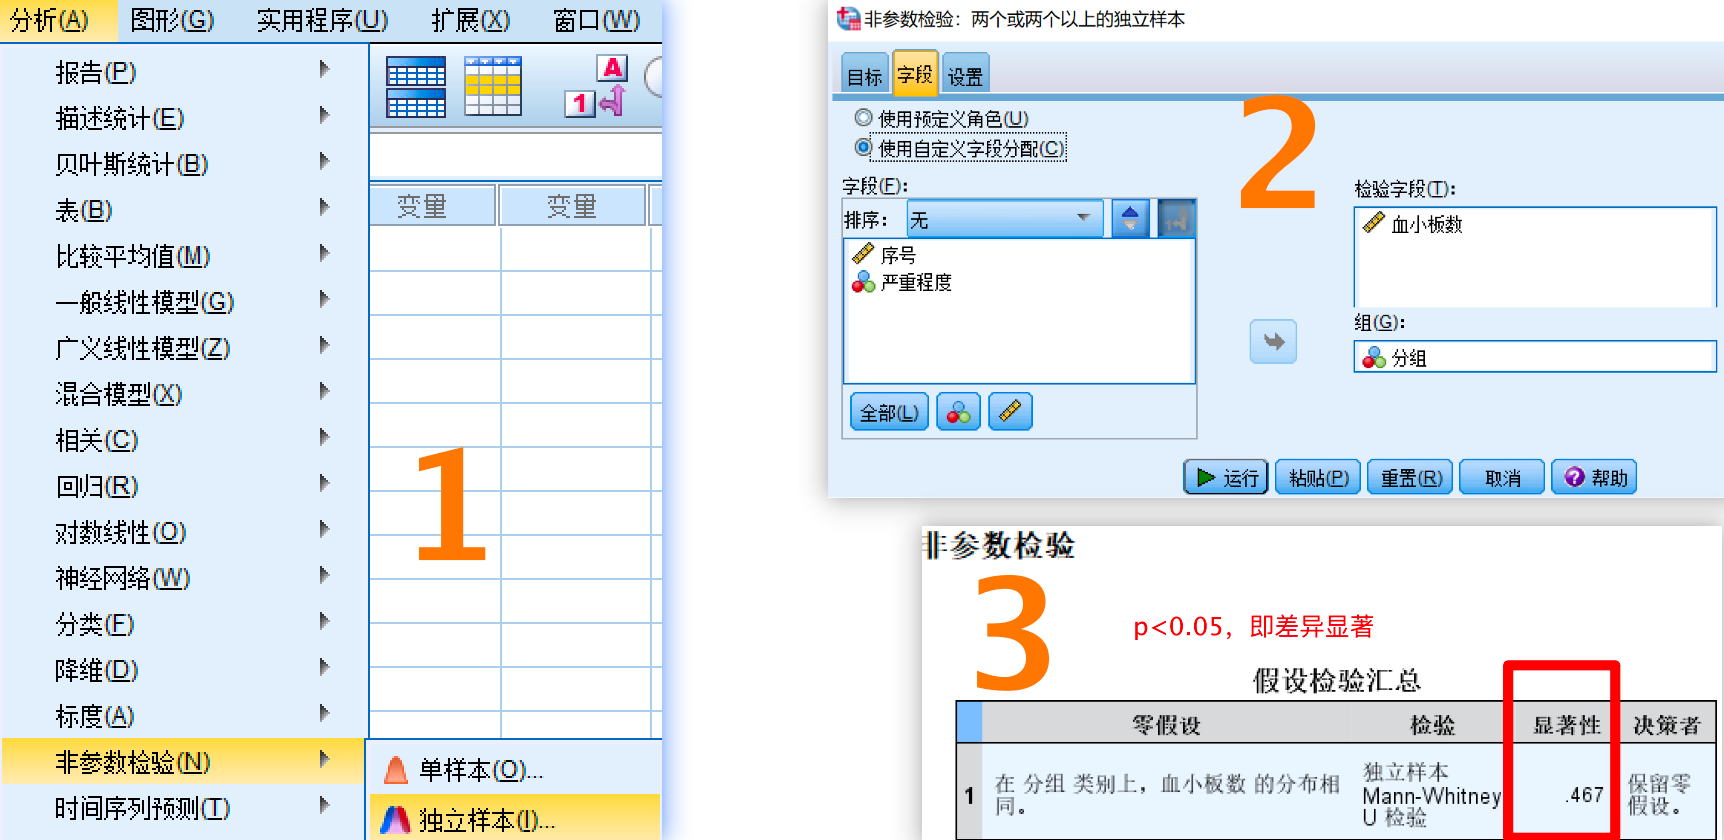 分析(A) 图形(G) 实用程序(U) 扩展(X) 窗口(W)
报告(P)
描述统计(E)
贝叶斯统计(B)
表(B)
比较平均值(M)
一般线性模型(G)
广义线性模型(Z)
混合模型(X)
相关(C)
回归(R)
对数线性(O)
神经网络(W)
分类(F)
降维(D)
标度(A)
非参数检验(N)
时间序列预测(T)
A
1
变量 变量
1
单样本(O)...
独立样本(I)...
非参数检验：两个或两个以上的独立样本
目标 字段 设置
使用预定义角色(U)
使用自定义字段分配(C)
2
字段(F)：
排序： 无
序号
严重程度
全部(L)
检验字段(T)：
血小板数
组(G)：
分组
运行 粘贴(P) 重置(R) 取消 帮助
非参数检验
3
p<0.05，即差异显著
假设检验汇总
零假设 检验 显著性 决策者
1 在 分组 类别上，血小板数 的分布相同。 独立样本 Mann-Whitney U 检验 .467 保留零假设。